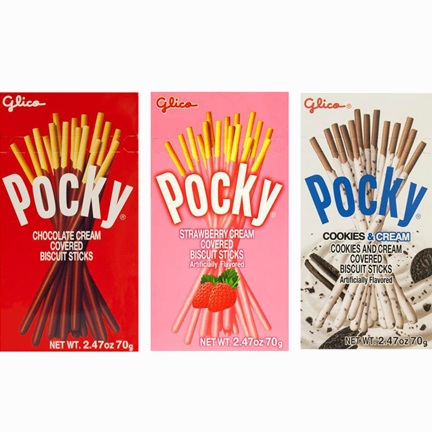 Glico
Pocky®
CHOCOLATE CREAM
COVERED
BISCUIT STICKS
NET WT. 2.47oz 70g
Glico
Pocky®
STRAWBERRY CREAM
COVERED
BISCUIT STICKS
Artificially Flavored
NET WT. 2.47oz 70g
Glico®
Pocky®
COOKIES & CREAM
COOKIES AND CREAM
COVERED
BISCUIT STICKS
Artificially Flavored
NET WT. 2.47oz 70g